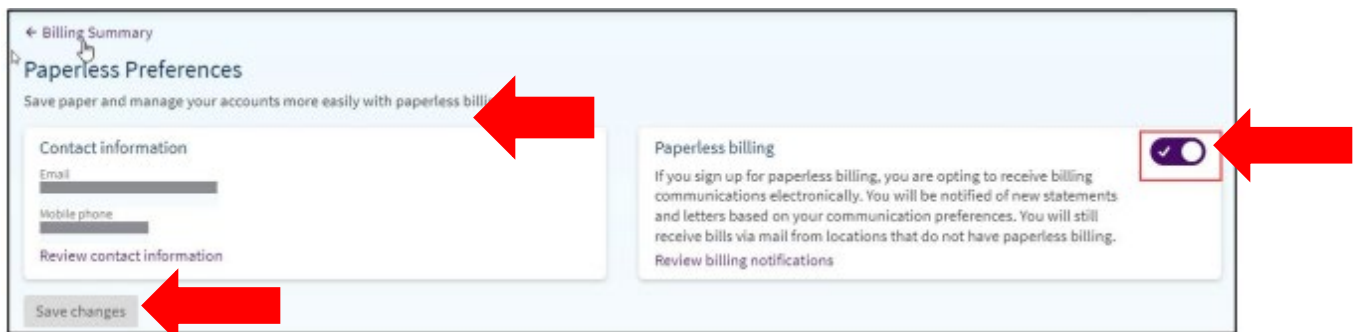 ← Billing Summary
Paperless Preferences
Save paper and manage your accounts more easily with paperless
Contact information
Email
Mobile phone
Review contact information
Save changes
Paperless billing
If you sign up for paperless billing, you are opting to receive billing
communications electronically. You will be notified of new statements
and letters based on your communication preferences. You will still
receive bills via mail from locations that do not have paperless billing.
Review billing notifications